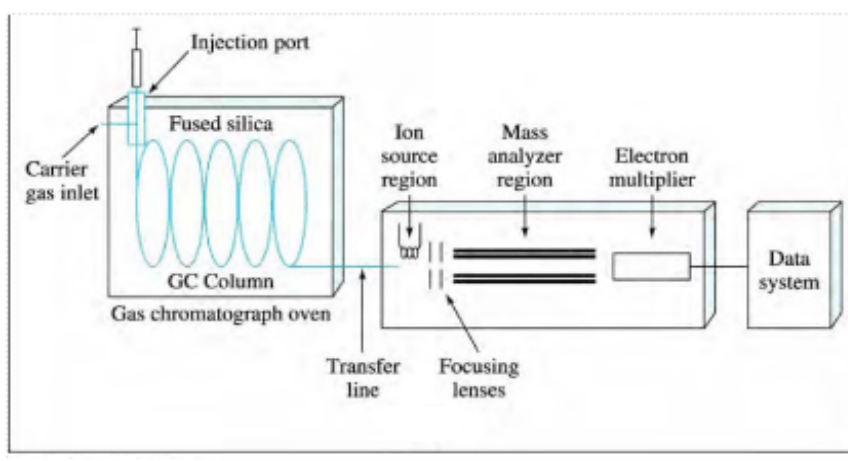 Injection port
Fused silica
Carrier
gas inlet
GC Column
Gas chromatograph oven
Transfer
line
Ion
source
region
Mass
analyzer
region
Electron
multiplier
Focusing
lenses
Data
system